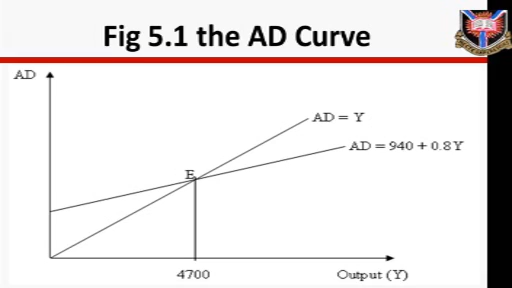 Fig 5.1 the AD Curve
AD
AD = Y
AD = 940 + 0.8Y
E
4700
Output (Y)